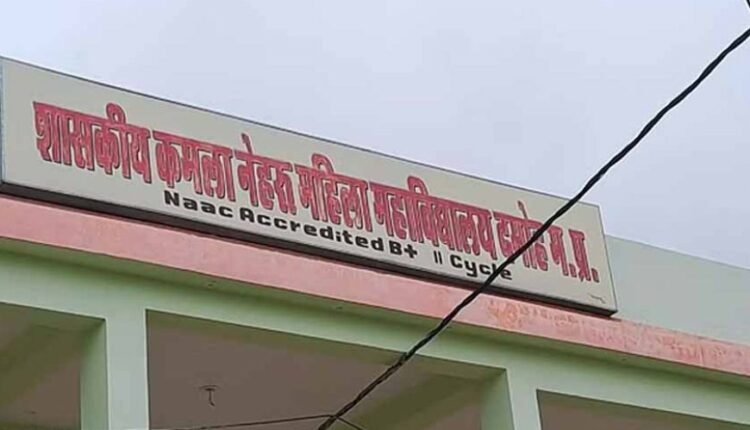 शासकीय कमला नेहरु महिला महाविद्यालय दमोह म.प्र.
Naac Accredited B+ II Cycle